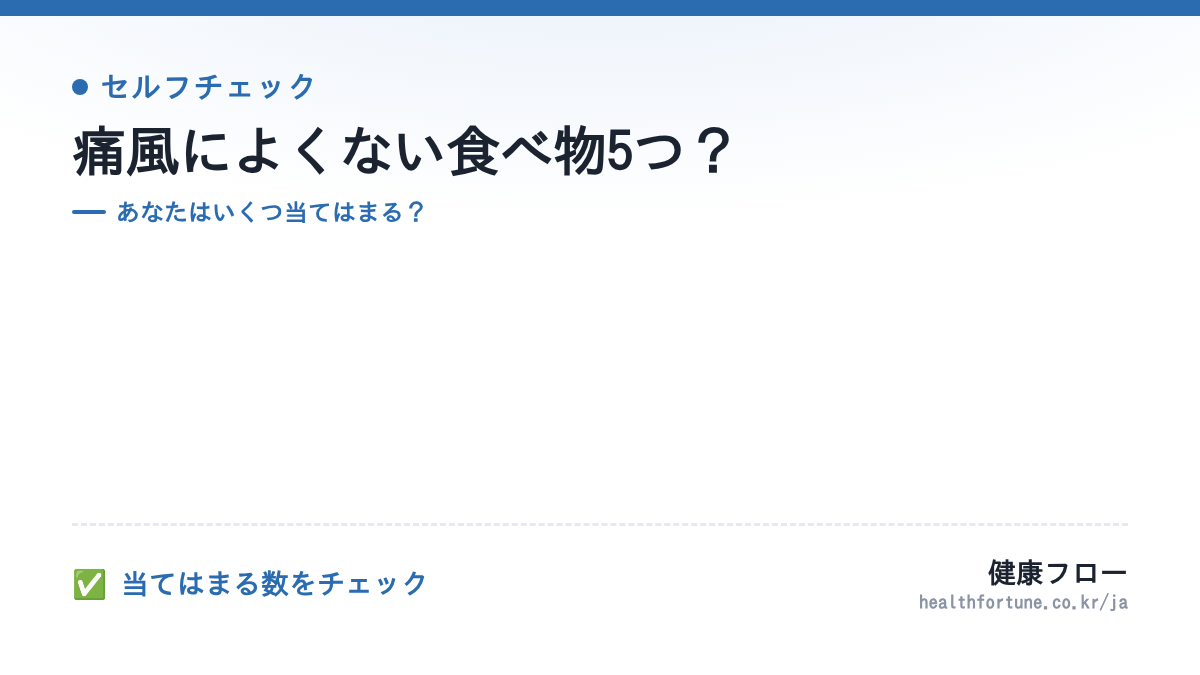 セルフチェック
痛風によくない食べ物5つ？
あなたはいくつ当てはまる？
✅ 当てはまる数をチェック
健康フロー
healthfortune.co.kr/ja